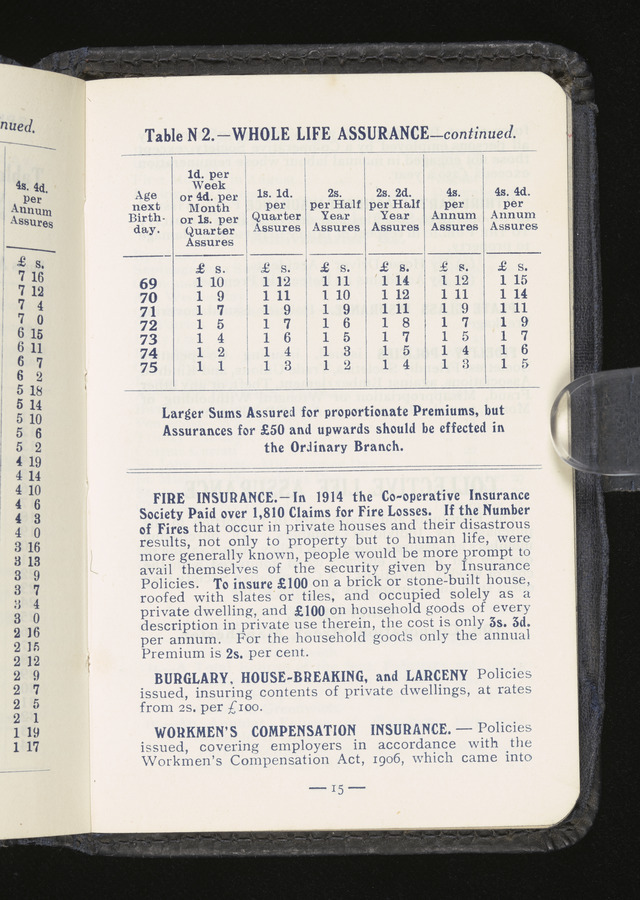 nued.
4s. 4d.
per
Annum
Assures
£ s.
7 16
7 12
7 4
7 0
6 15
6 11
6 7
6 2
5 18
5 14
5 10
5 6
5 2
4 19
4 14
4 10
4 6
4 3
4 0
3 16
3 13
3 9
3 7
3 4
3 0
2 16
2 15
2 12
2 9
2 7
2 5
2 1
1 19
1 17
Table N 2.—WHOLE LIFE ASSURANCE—continued.
Age
next
Birth-
day.
1d. per
Week
or 4d. per
Month
or 1s. per
Quarter
Assures
1s. 1d.
per
Quarter
Assures
2s.
per Half
Year
Assures
2s. 2d.
per Half
Year
Assures
4s.
per
Annum
Assures
4s. 4d.
per
Annum
Assures
£ s. £ s. £ s. £ s. £ s. £ s.
69 1 10 1 12 1 11 1 14 1 12 1 15
70 1 9 1 11 1 10 1 12 1 11 1 14
71 1 7 1 9 1 9 1 11 1 9 1 11
72 1 5 1 7 1 6 1 8 1 7 1 9
73 1 4 1 6 1 5 1 7 1 5 1 7
74 1 2 1 4 1 3 1 5 1 4 1 6
75 1 1 1 3 1 2 1 4 1 3 1 5
Larger Sums Assured for proportionate Premiums, but
Assurances for £50 and upwards should be effected in
the Ordinary Branch.
FIRE INSURANCE.—In 1914 the Co-operative Insurance
Society Paid over 1,810 Claims for Fire Losses. If the Number
of Fires that occur in private houses and their disastrous
results, not only to property but to human life, were
more generally known, people would be more prompt to
avail themselves of the security given by Insurance
Policies. To insure £100 on a brick or stone-built house,
roofed with slates or tiles, and occupied solely as a
private dwelling, and £100 on household goods of every
description in private use therein, the cost is only 3s. 3d.
per annum. For the household goods only the annual
Premium is 2s. per cent.
BURGLARY, HOUSE-BREAKING, and LARCENY Policies
issued, insuring contents of private dwellings, at rates
from 2s. per £100.
WORKMEN'S COMPENSATION INSURANCE. — Policies
issued, covering employers in accordance with the
Workmen's Compensation Act, 1906, which came into
— 15 —